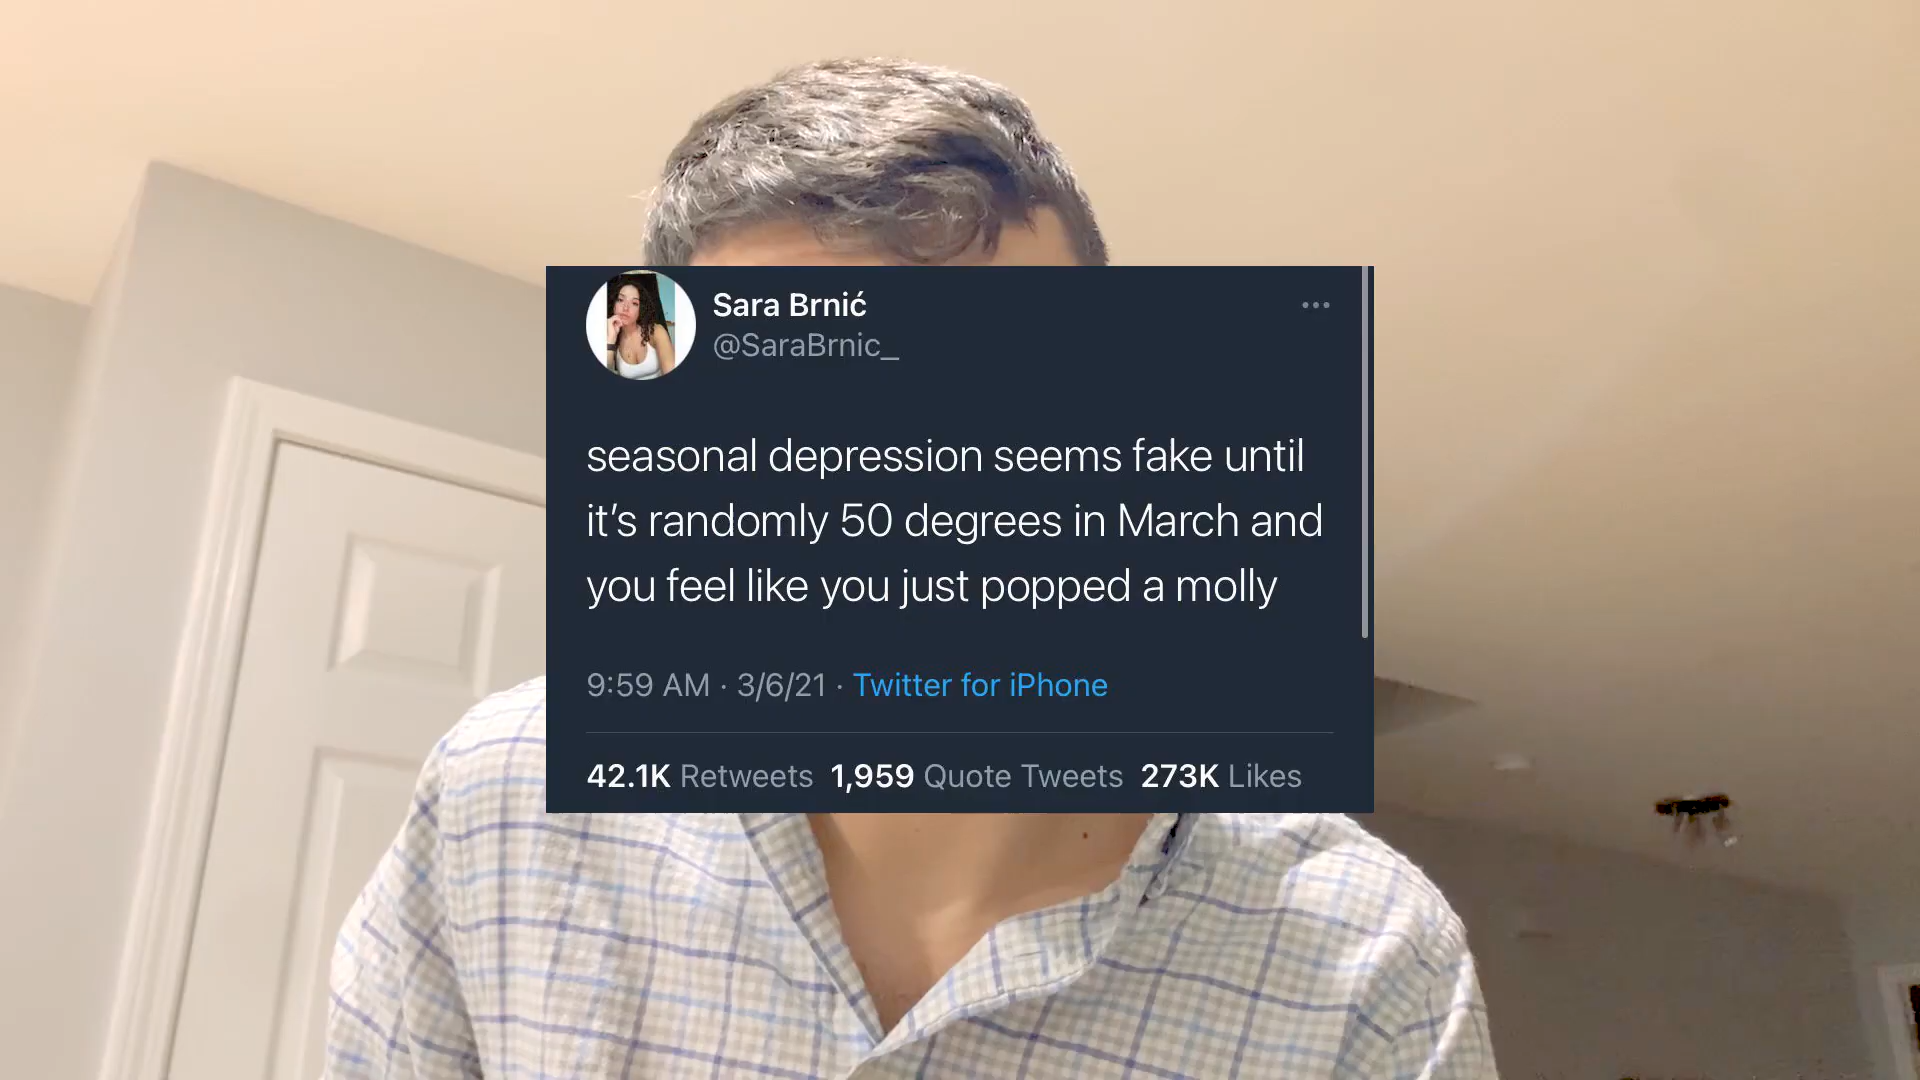 Sara Brnić
@SaraBrnic_
seasonal depression seems fake until
it’s randomly 50 degrees in March and
you feel like you just popped a molly
9:59 AM · 3/6/21 · Twitter for iPhone
42.1K Retweets 1,959 Quote Tweets 273K Likes